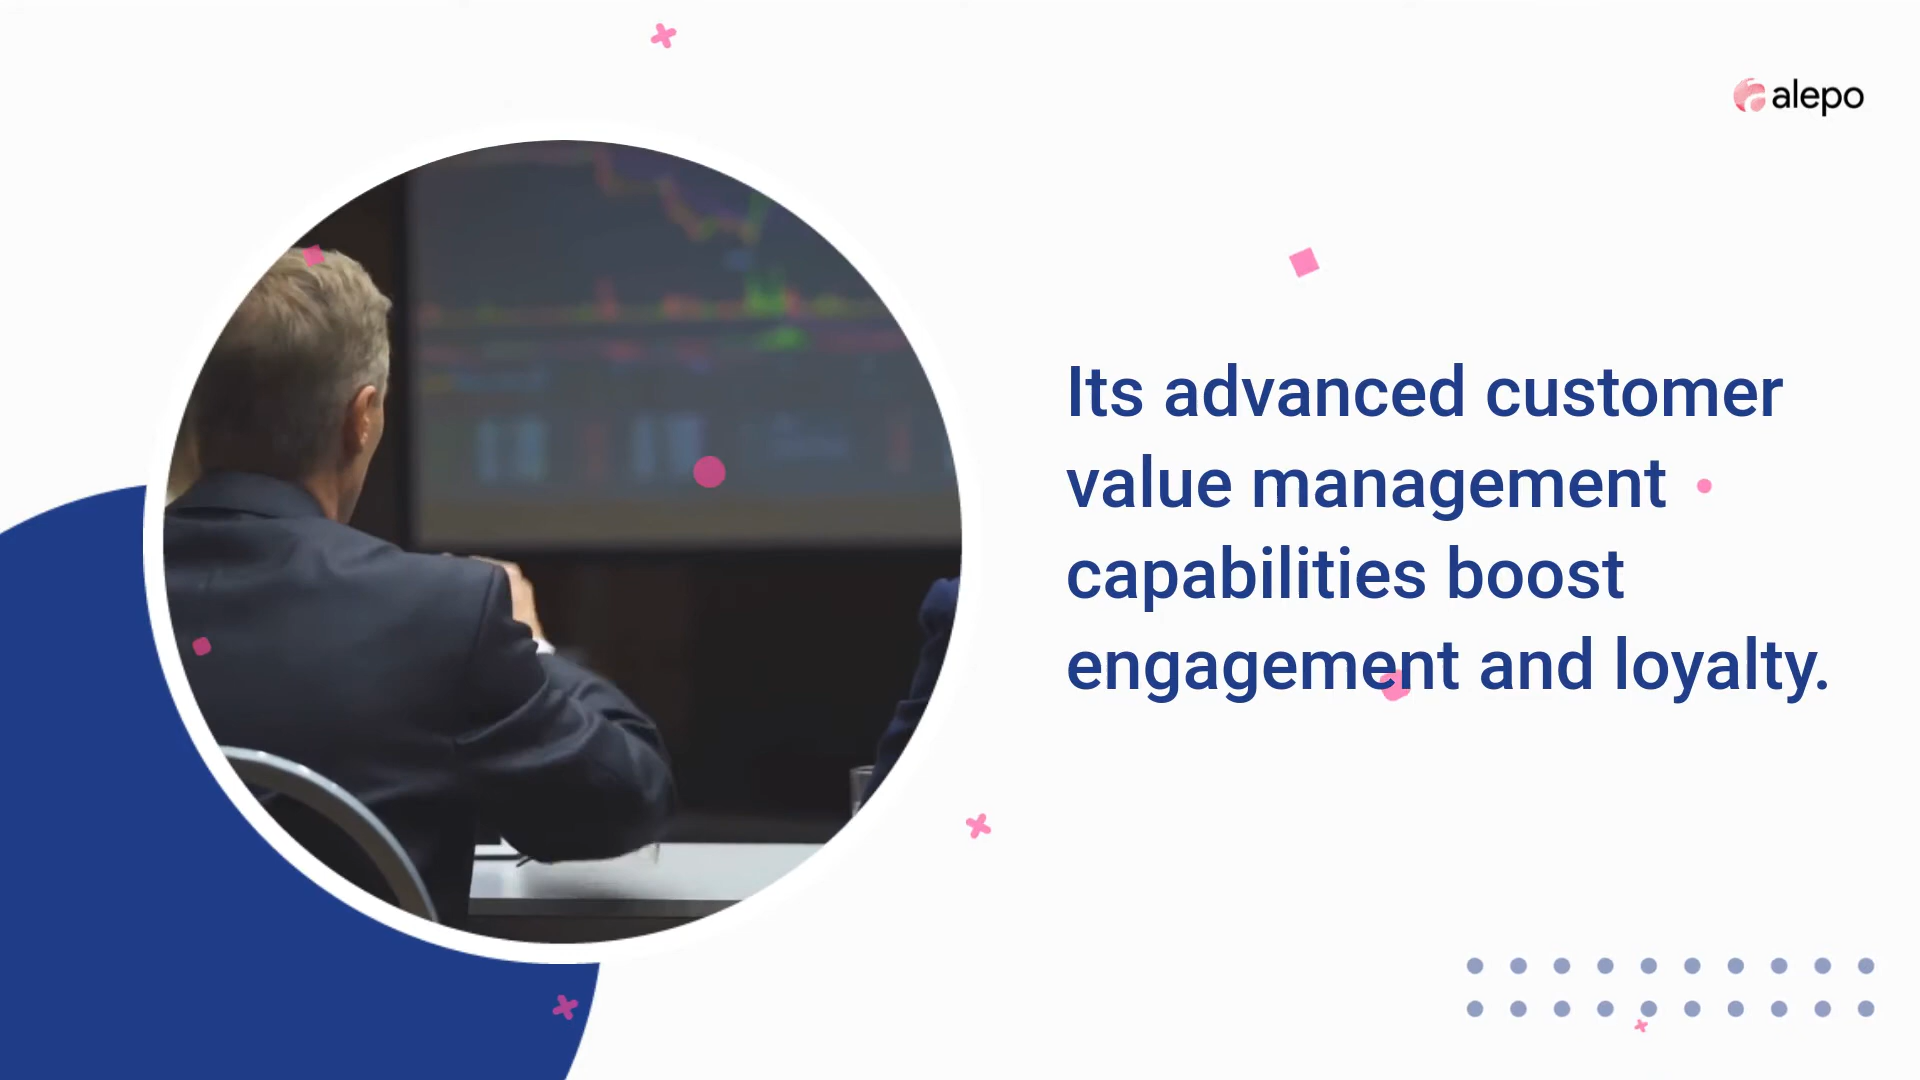 alepo
Its advanced customer
value management
capabilities boost
engagement and loyalty.